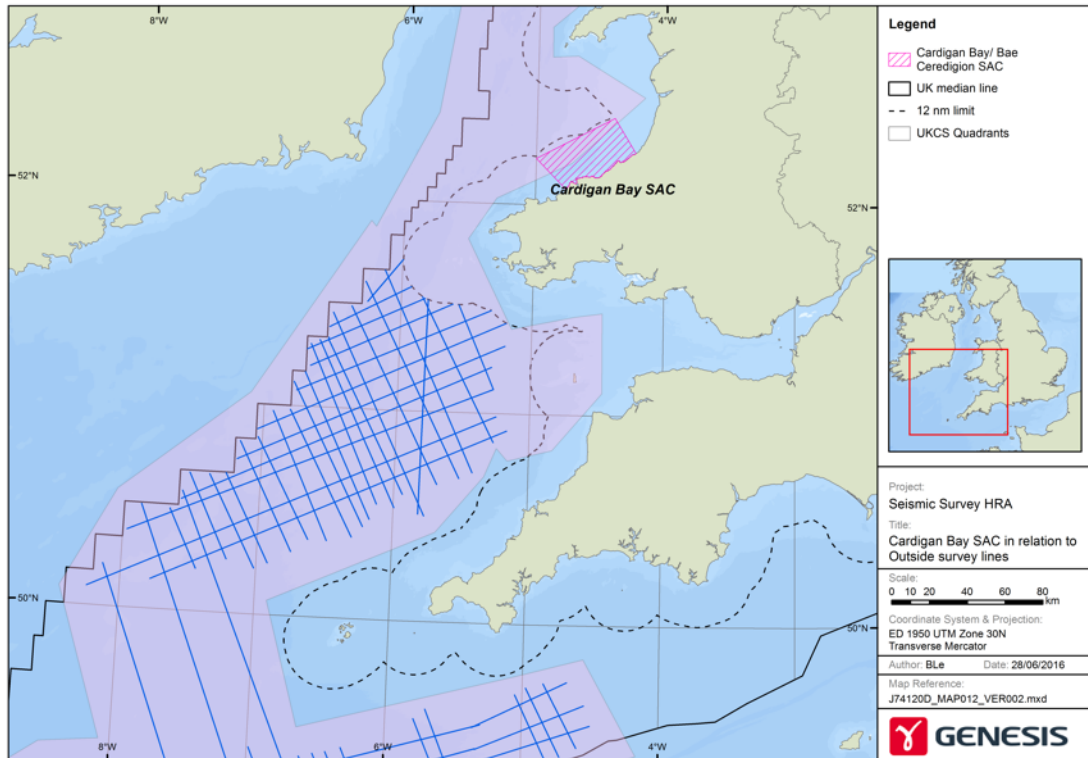 8°W
6°W
4°W
52°N
52°N
Cardigan Bay SAC
50°N
50°N
8°W
6°W
4°W
Legend
Cardigan Bay/ Bae
Ceredigion SAC
UK median line
12 nm limit
UKCS Quadrants
Project:
Seismic Survey HRA
Title:
Cardigan Bay SAC in relation to
Outside survey lines
Scale:
0 10 20 40 60 80
km
Coordinate System & Projection:
ED 1950 UTM Zone 30N
Transverse Mercator
Author: BLe Date: 28/06/2016
Map Reference:
J74120D_MAP012_VER002.mxd
GENESIS